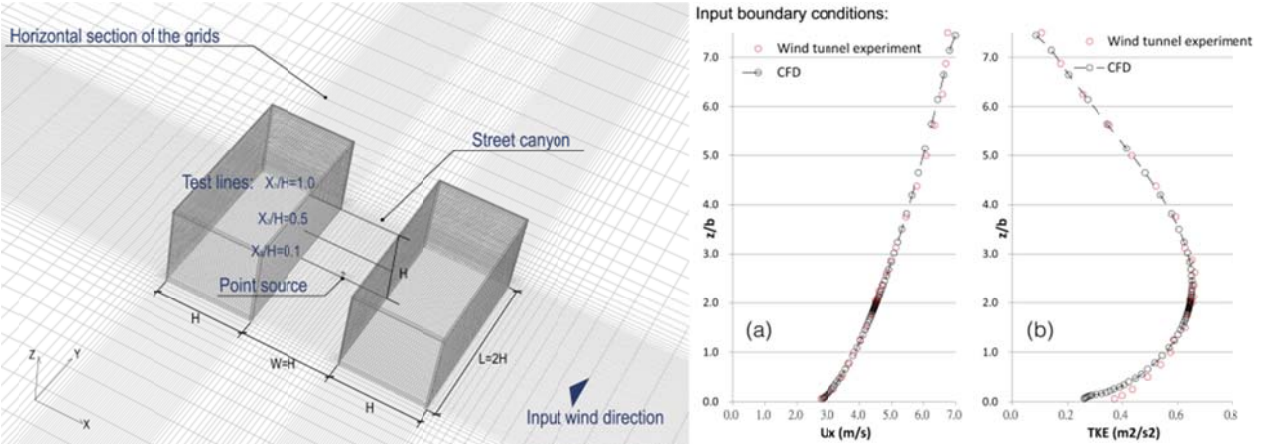 Horizontal section of the grids
Street canyon
Test lines: X₁/H=1.0
X₁/H=0.5
X₁/H=0.1
Point source
H
H
W=H
H
L=2H
Z
Y
X
Input wind direction
Input boundary conditions:
Wind tunnel experiment
CFD
z/b
7.0
6.0
5.0
4.0
3.0
2.0
1.0
0.0
(a)
0.0 1.0 2.0 3.0 4.0 5.0 6.0 7.0
Ux (m/s)
Wind tunnel experiment
CFD
z/b
7.0
6.0
5.0
4.0
3.0
2.0
1.0
0.0
(b)
0.0 0.2 0.4 0.6 0.8
TKE (m2/s2)